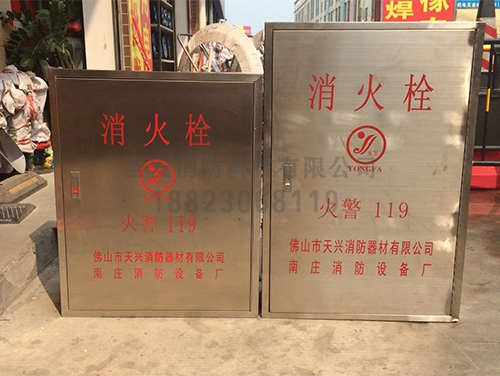 消火栓
YONGFA
火警 119
佛山市天兴消防器材有限公司
南庄消防设备厂
消火栓
YONGFA
火警 119
佛山市天兴消防器材有限公司
南庄消防设备厂
焊